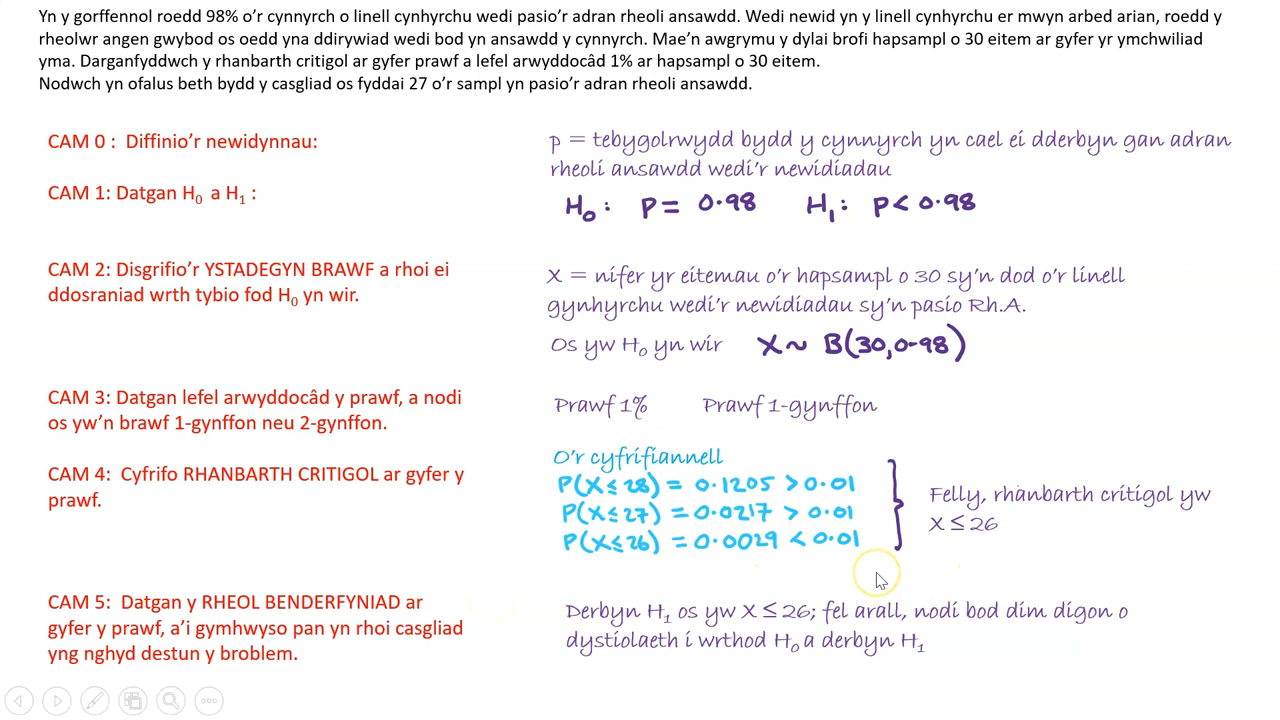 Yn y gorffennol roedd 98% o'r cynnyrch o linell cynhyrchu wedi pasio'r adran rheoli ansawdd. Wedi newid yn y linell cynhyrchu er mwyn arbed arian, roedd y
rheolwr angen gwybod os oedd yna ddirywiad wedi bod yn ansawdd y cynnyrch. Mae'n awgrymu y dylai brofi hapsampl o 30 eitem ar gyfer yr ymchwiliad
yma. Darganfyddwch y rhanbarth critigol ar gyfer prawf a lefel arwyddocâd 1% ar hapsampl o 30 eitem.
Nodwch yn ofalus beth bydd y casgliad os fyddai 27 o'r sampl yn pasio'r adran rheoli ansawdd.
CAM 0 : Diffinio'r newidynnau:
p = tebygolrwydd bydd y cynnyrch yn cael ei dderbyn gan adran
rheoli ansawdd wedi'r newidiadau
CAM 1: Datgan H₀ a H₁ :
H₀ : P = 0.98 H₁ : P < 0.98
CAM 2: Disgrifio'r YSTADEGYN BRAWF a rhoi ei
ddosraniad wrth tybio fod H₀ yn wir.
X = nifer yr eitemau o'r hapsampl o 30 sy'n dod o'r linell
gynhyrchu wedi'r newidiadau sy'n pasio Rh.A.
Os yw H₀ yn wir X ~ B(30,0.98)
CAM 3: Datgan lefel arwyddocâd y prawf, a nodi
os yw'n brawf 1-gynffon neu 2-gynffon.
Prawf 1% Prawf 1-gynffon
CAM 4: Cyfrifo RHANBARTH CRITIGOL ar gyfer y
prawf.
O'r cyfrifiannell
P(X ≤ 28) = 0.1205 > 0.01
P(X ≤ 27) = 0.0217 > 0.01
P(X ≤ 26) = 0.0029 < 0.01
Felly, rhanbarth critigol yw
X ≤ 26
CAM 5: Datgan y RHEOL BENDERFYNIAD ar
gyfer y prawf, a'i gymhwyso pan yn rhoi casgliad
yng nghyd destun y broblem.
Derbyn H₁ os yw X ≤ 26; fel arall, nodi bod dim digon o
dystiolaeth i wrthod H₀ a derbyn H₁